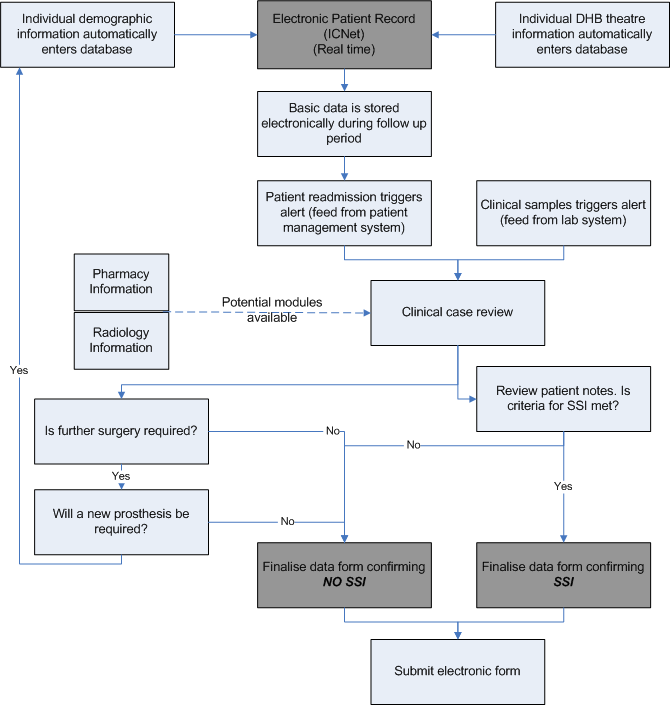 Individual demographic
information automatically
enters database
Electronic Patient Record
(ICNet)
(Real time)
Individual DHB theatre
information automatically
enters database
Basic data is stored
electronically during follow up
period
Patient readmission triggers
alert (feed from patient
management system)
Clinical samples triggers alert
(feed from lab system)
Pharmacy
Information
Radiology
Information
Potential modules
available
Clinical case review
Yes
Review patient notes. Is
criteria for SSI met?
Is further surgery required?
No
No
Yes
Yes
Will a new prosthesis be
required?
No
Finalise data form confirming
NO SSI
Finalise data form confirming
SSI
Submit electronic form